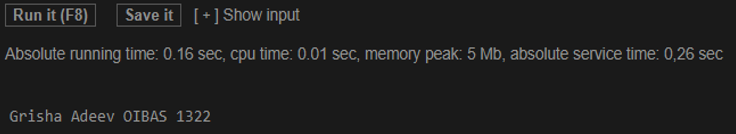 Run it (F8) Save it [ + ] Show input
Absolute running time: 0.16 sec, cpu time: 0.01 sec, memory peak: 5 Mb, absolute service time: 0,26 sec
Grisha Adeev OIBAS 1322